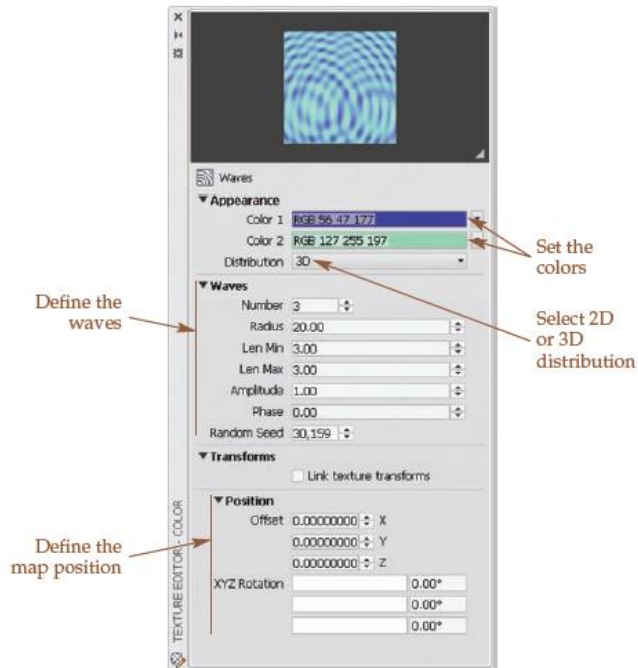 Waves
Appearance
Color 1 RGB 56 47 177
Color 2 RGB 127 255 197
Distribution 3D
Set the
colors
Select 2D
or 3D
distribution
Define the
waves
Waves
Number 3
Radius 20.00
Len Min 3.00
Len Max 3.00
Amplitude 1.00
Phase 0.00
Random Seed 30,159
Transforms
Link texture transforms
Define the
map position
Position
Offset 0.00000000 X
0.00000000 Y
0.00000000 Z
XYZ Rotation 0.00°
0.00°
0.00°
TEXTURE EDITOR - COLOR